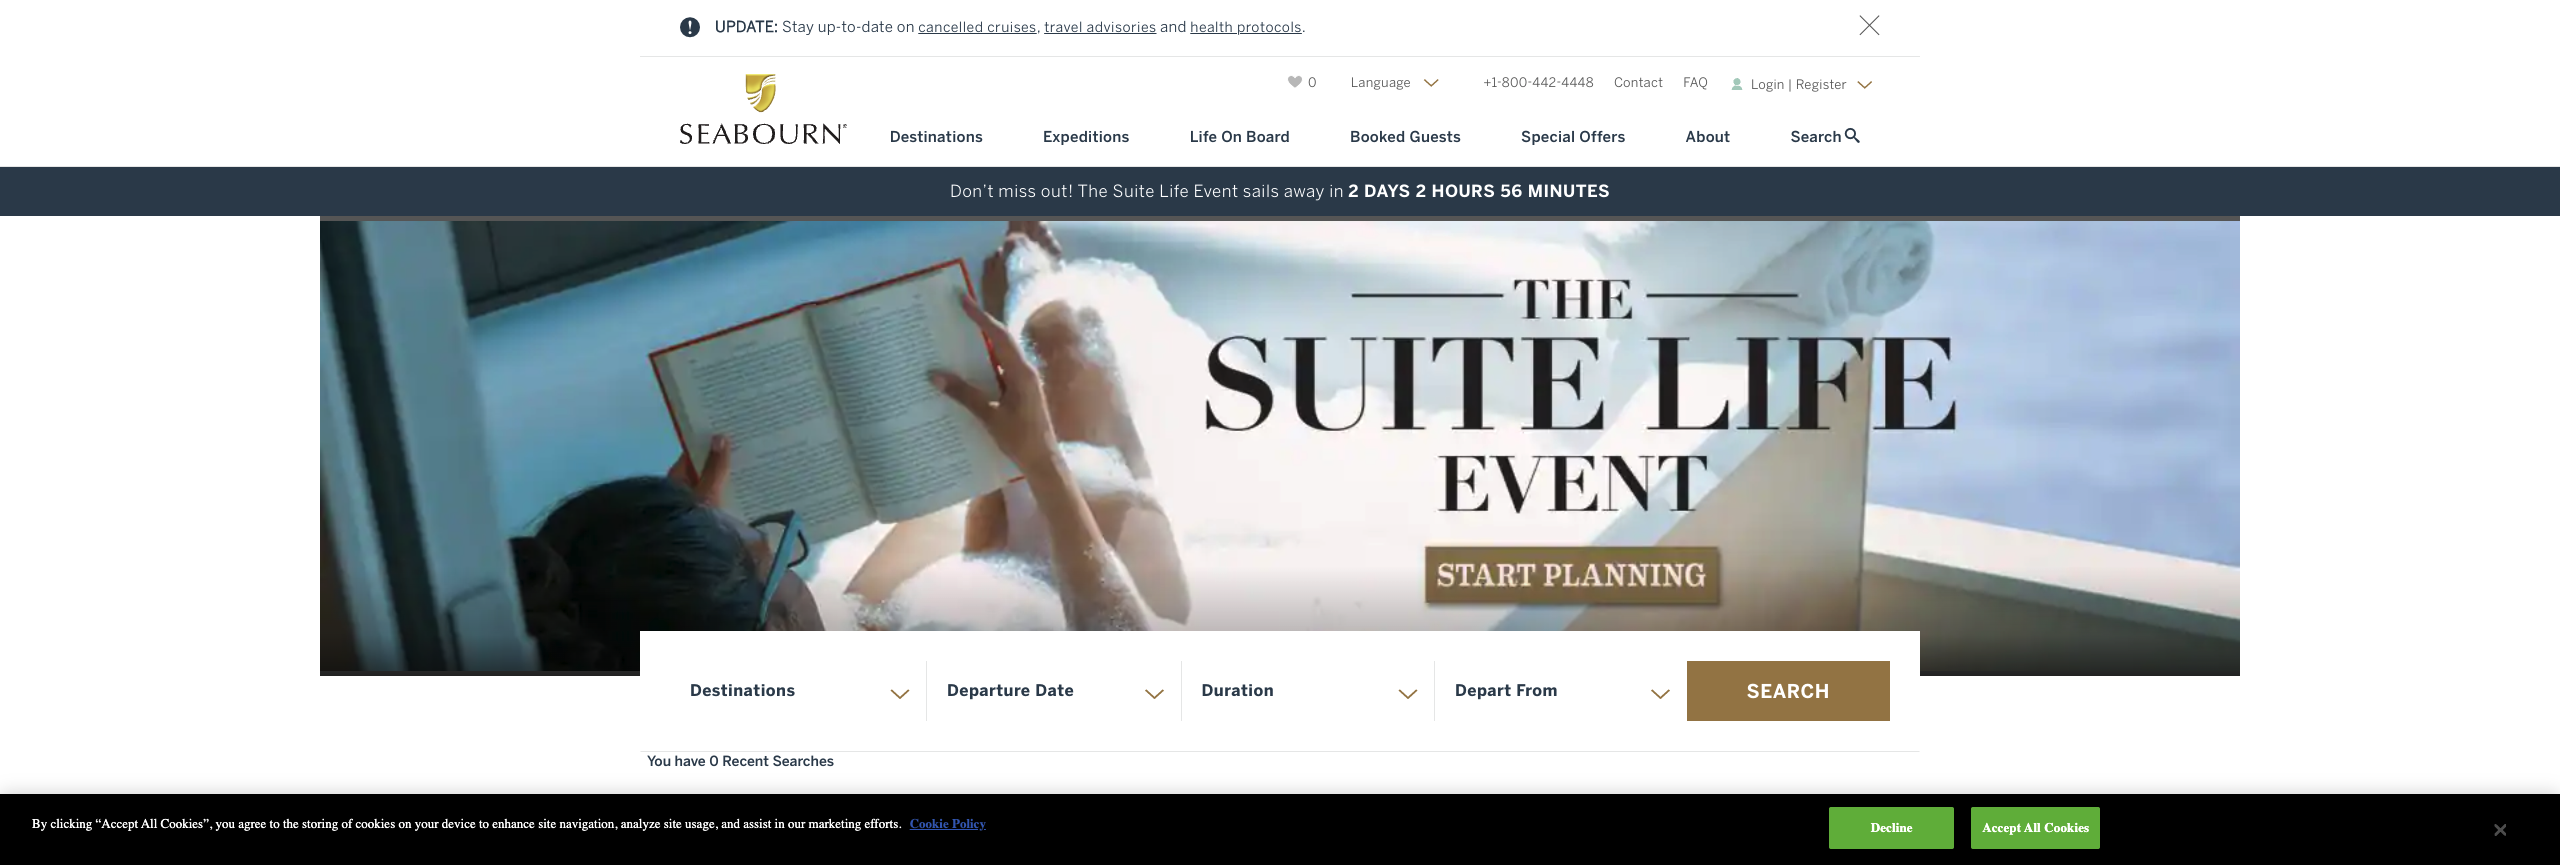 UPDATE: Stay up-to-date on cancelled cruises, travel advisories and health protocols.
0
Language
+1-800-442-4448
Contact
FAQ
Login | Register
SEABOURN®
Destinations
Expeditions
Life On Board
Booked Guests
Special Offers
About
Search
Don't miss out! The Suite Life Event sails away in 2 DAYS 2 HOURS 56 MINUTES
THE
SUITE LIFE
EVENT
START PLANNING
Destinations
Departure Date
Duration
Depart From
SEARCH
You have 0 Recent Searches
By clicking “Accept All Cookies”, you agree to the storing of cookies on your device to enhance site navigation, analyze site usage, and assist in our marketing efforts. Cookie Policy
Decline
Accept All Cookies